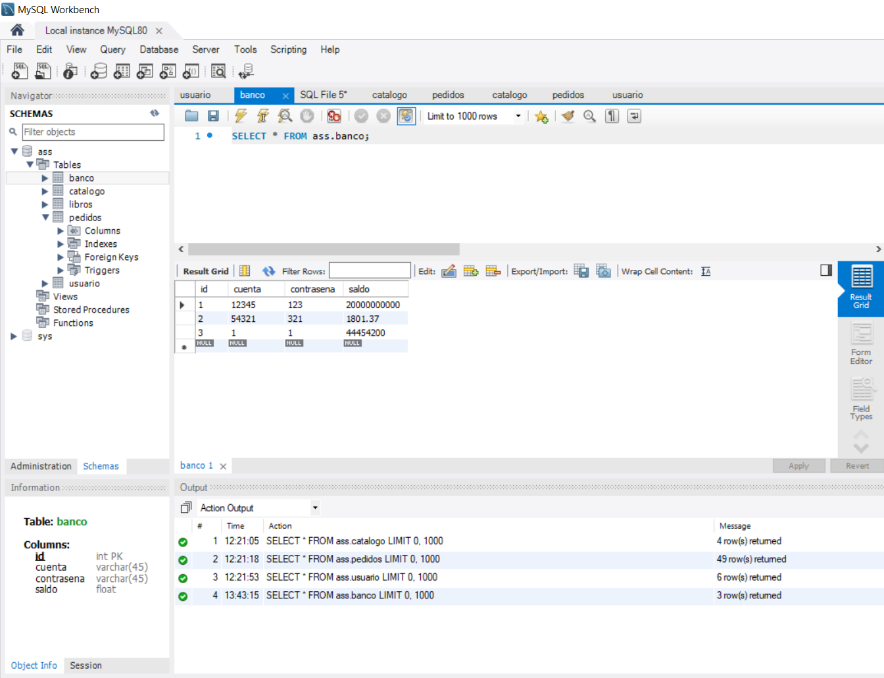 MySQL Workbench
Local instance MySQL80
File Edit View Query Database Server Tools Scripting Help
Navigator
SCHEMAS
Filter objects
ass
Tables
banco
catalogo
libros
pedidos
Columns
Indexes
Foreign Keys
Triggers
usuario
Views
Stored Procedures
Functions
sys
Administration Schemas
Information
Table: banco
Columns:
id int PK
cuenta varchar(45)
contrasena varchar(45)
saldo float
Object Info Session
usuario banco SQL File 5* catalogo pedidos catalogo pedidos usuario
Limit to 1000 rows
1 SELECT * FROM ass.banco;
Result Grid Filter Rows: Edit: Export/Import: Wrap Cell Content:
id cuenta contrasena saldo
1 12345 123 20000000000
2 54321 321 1801.37
3 1 1 44454200
NULL NULL NULL NULL
Result
Grid
Form
Editor
Field
Types
banco 1 Apply Revert
Output
Action Output
# Time Action Message
1 12:21:05 SELECT * FROM ass.catalogo LIMIT 0, 1000 4 row(s) returned
2 12:21:18 SELECT * FROM ass.pedidos LIMIT 0, 1000 49 row(s) returned
3 12:21:53 SELECT * FROM ass.usuario LIMIT 0, 1000 6 row(s) returned
4 13:43:15 SELECT * FROM ass.banco LIMIT 0, 1000 3 row(s) returned